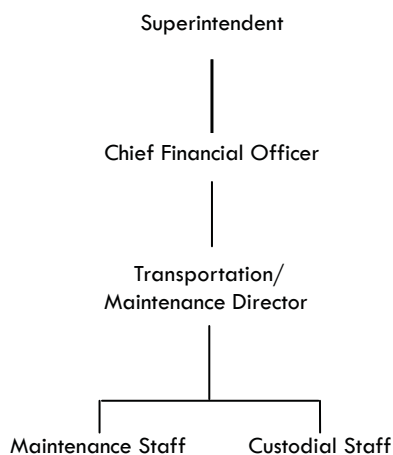 Superintendent
Chief Financial Officer
Transportation/
Maintenance Director
Maintenance Staff
Custodial Staff